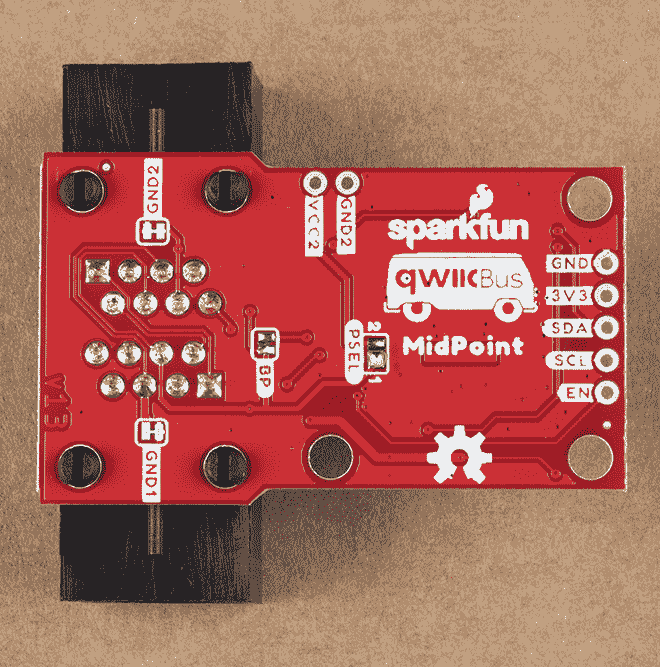 GND2
VCC2
GND2
sparkfun
qwiicBus
MidPoint
GND
3V3
SDA
SCL
EN
2
PSEL
1
BP
V13
GND1